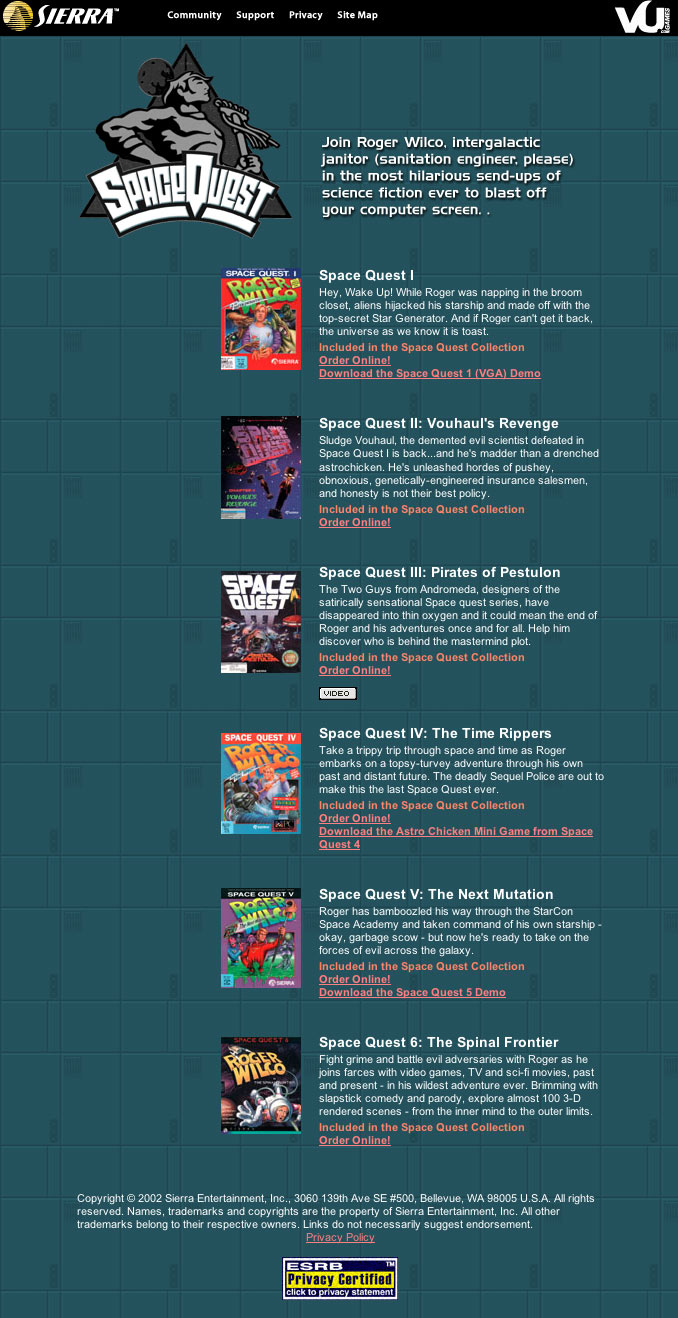 SIERRA™
Community Support Privacy Site Map
VU GAMES
SPACEQUEST
Join Roger Wilco, intergalactic
janitor (sanitation engineer, please)
in the most hilarious send-ups of
science fiction ever to blast off
your computer screen. .
SPACE QUEST I
ROGER WILCO
SIERRA
Space Quest I
Hey, Wake Up! While Roger was napping in the broom
closet, aliens hijacked his starship and made off with the
top-secret Star Generator. And if Roger can't get it back,
the universe as we know it is toast.
Included in the Space Quest Collection
Order Online!
Download the Space Quest 1 (VGA) Demo
SPACE QUEST II
VOHAUL'S
REVENGE
Space Quest II: Vouhaul's Revenge
Sludge Vouhaul, the demented evil scientist defeated in
Space Quest I is back...and he's madder than a drenched
astrochicken. He's unleashed hordes of pushey,
obnoxious, genetically-engineered insurance salesmen,
and honesty is not their best policy.
Included in the Space Quest Collection
Order Online!
SPACE
QUEST
III
Space Quest III: Pirates of Pestulon
The Two Guys from Andromeda, designers of the
satirically sensational Space quest series, have
disappeared into thin oxygen and it could mean the end of
Roger and his adventures once and for all. Help him
discover who is behind the mastermind plot.
Included in the Space Quest Collection
Order Online!
VIDEO
SPACE QUEST IV
ROGER WILCO
Space Quest IV: The Time Rippers
Take a trippy trip through space and time as Roger
embarks on a topsy-turvey adventure through his own
past and distant future. The deadly Sequel Police are out to
make this the last Space Quest ever.
Included in the Space Quest Collection
Order Online!
Download the Astro Chicken Mini Game from Space
Quest 4
SPACE QUEST V
ROGER WILCO
SIERRA
Space Quest V: The Next Mutation
Roger has bamboozled his way through the StarCon
Space Academy and taken command of his own starship -
okay, garbage scow - but now he's ready to take on the
forces of evil across the galaxy.
Included in the Space Quest Collection
Order Online!
Download the Space Quest 5 Demo
SPACE QUEST 6
ROGER WILCO
Space Quest 6: The Spinal Frontier
Fight grime and battle evil adversaries with Roger as he
joins farces with video games, TV and sci-fi movies, past
and present - in his wildest adventure ever. Brimming with
slapstick comedy and parody, explore almost 100 3-D
rendered scenes - from the inner mind to the outer limits.
Included in the Space Quest Collection
Order Online!
Copyright © 2002 Sierra Entertainment, Inc., 3060 139th Ave SE #500, Bellevue, WA 98005 U.S.A. All rights
reserved. Names, trademarks and copyrights are the property of Sierra Entertainment, Inc. All other
trademarks belong to their respective owners. Links do not necessarily suggest endorsement.
Privacy Policy
ESRB TM
Privacy Certified
click to privacy statement